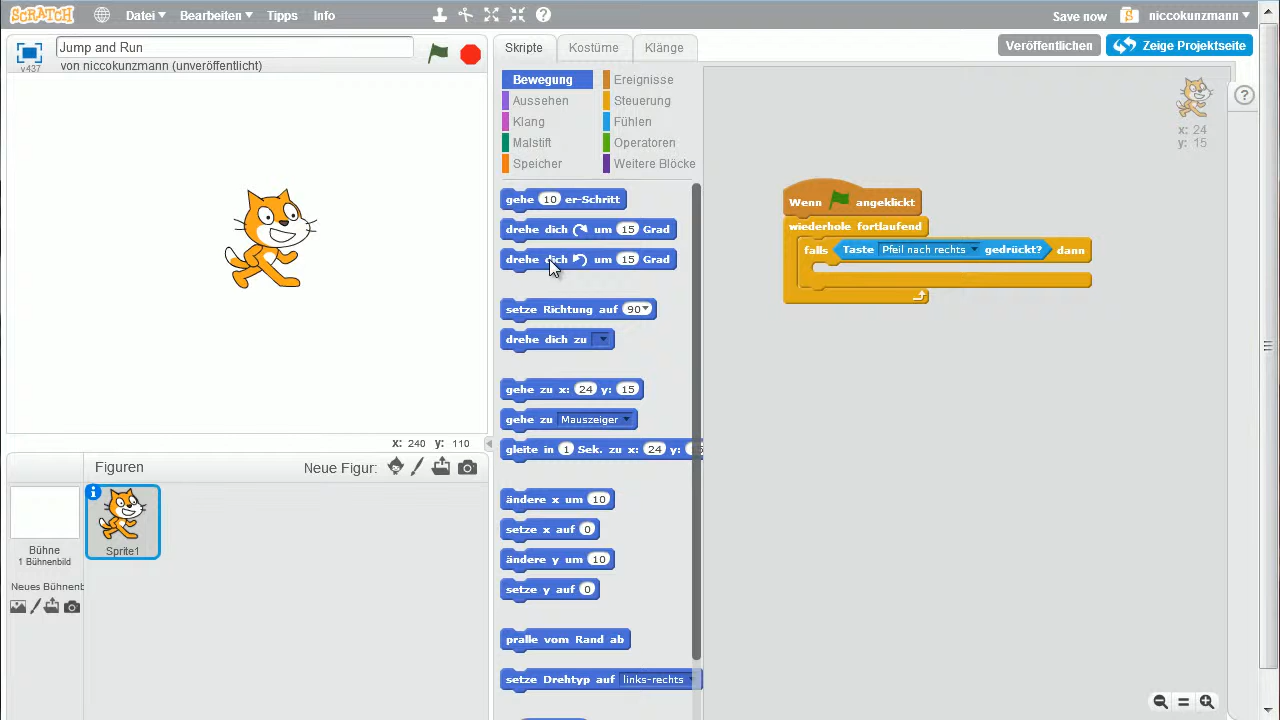 SCRATCH Datei Bearbeiten Tipps Info Save now niccokunzmann
v437
Jump and Run
von niccokunzmann (unveröffentlicht)
Skripte Kostüme Klänge
Veröffentlichen Zeige Projektseite
Bewegung Ereignisse
Aussehen Steuerung
Klang Fühlen
Malstift Operatoren
Speicher Weitere Blöcke
x: 24
y: 15
gehe 10 er-Schritt
drehe dich um 15 Grad
drehe dich um 15 Grad
setze Richtung auf 90
drehe dich zu
gehe zu x: 24 y: 15
gehe zu Mauszeiger
gleite in 1 Sek. zu x: 24 y:
ändere x um 10
setze x auf 0
ändere y um 10
setze y auf 0
pralle vom Rand ab
setze Drehtyp auf links-rechts
Wenn angeklickt
wiederhole fortlaufend
falls Taste Pfeil nach rechts gedrückt? dann
x: 240 y: 110
Figuren Neue Figur:
Bühne
1 Bühnenbild
Sprite1
Neues Bühnenb
?
?